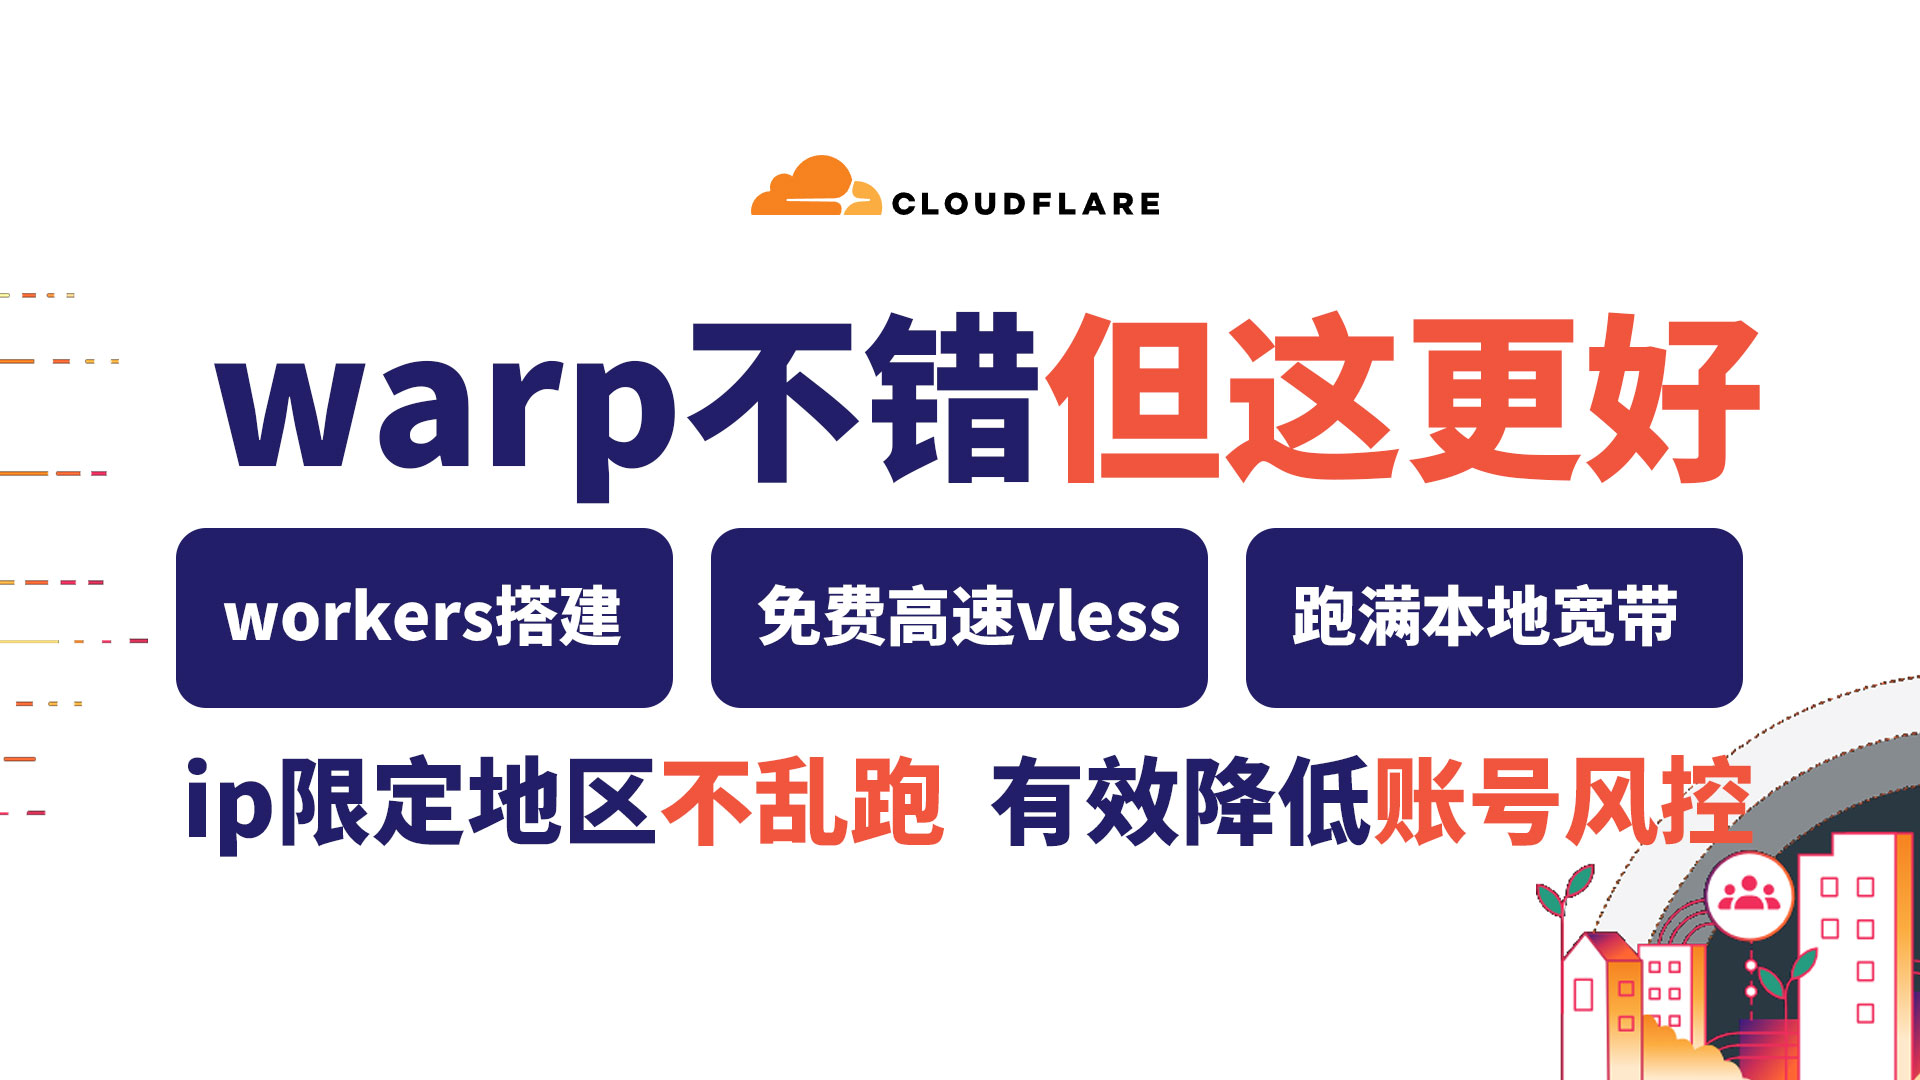 CLOUDFLARE
warp不错但这更好
workers搭建
免费高速vless
跑满本地宽带
ip限定地区不乱跑 有效降低账号风控